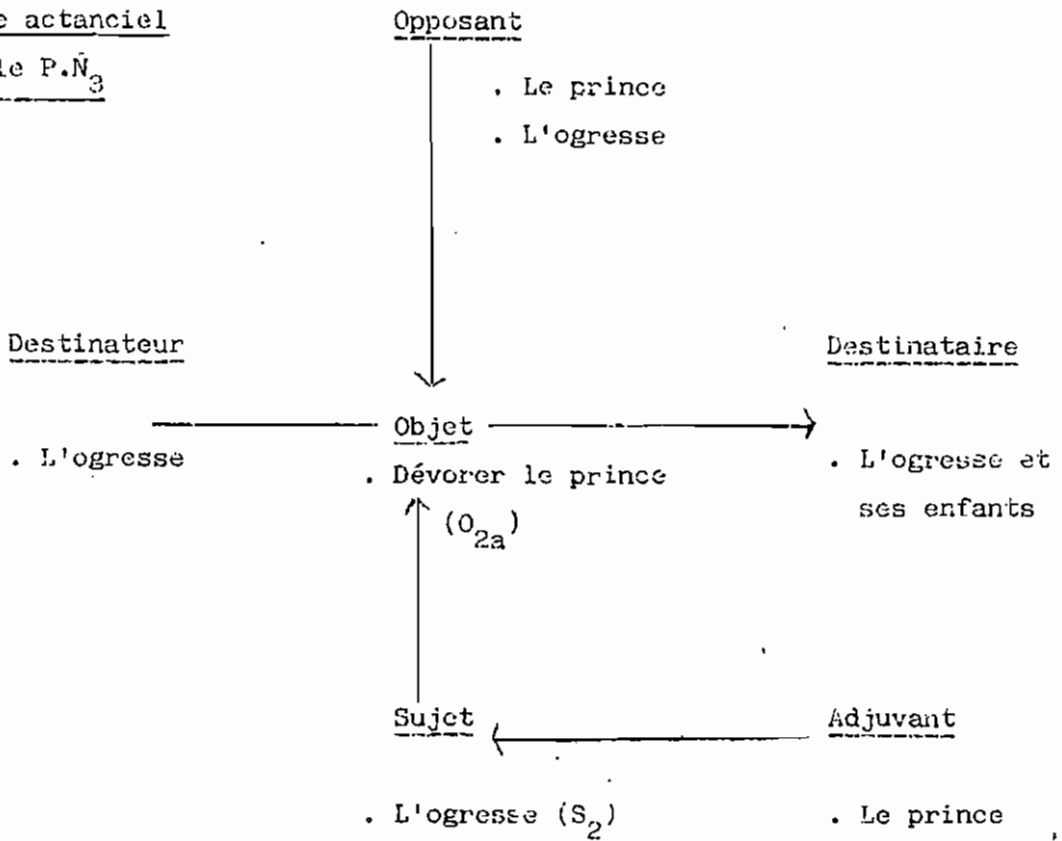 e actanciel
le P.N̄₃
Opposant
. Le prince
. L'ogresse
Destinateur
Destinataire
Objet
. L'ogresse
. Dévorer le prince
(O₂ₐ)
. L'ogresse et
ses enfants
Sujet
Adjuvant
. L'ogresse (S₂)
. Le prince